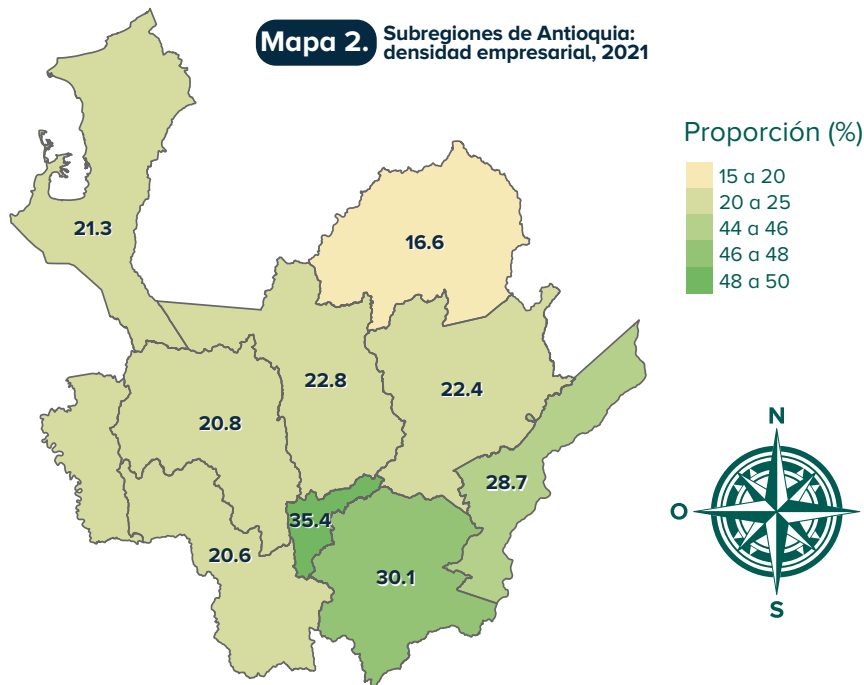 Mapa 2.
Subregiones de Antioquia:
densidad empresarial, 2021
Proporción (%)
15 a 20
20 a 25
44 a 46
46 a 48
48 a 50
21.3
16.6
22.8
22.4
20.8
28.7
35.4
20.6
30.1
N
O
S